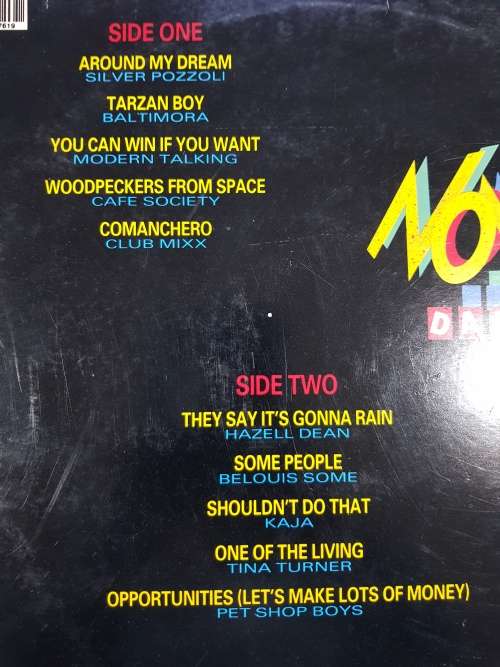 7619
SIDE ONE
AROUND MY DREAM
SILVER POZZOLI
TARZAN BOY
BALTIMORA
YOU CAN WIN IF YOU WANT
MODERN TALKING
WOODPECKERS FROM SPACE
CAFE SOCIETY
COMANCHERO
CLUB MIXX
NO
DA
SIDE TWO
THEY SAY IT'S GONNA RAIN
HAZELL DEAN
SOME PEOPLE
BELOUIS SOME
SHOULDN'T DO THAT
KAJA
ONE OF THE LIVING
TINA TURNER
OPPORTUNITIES (LET'S MAKE LOTS OF MONEY)
PET SHOP BOYS